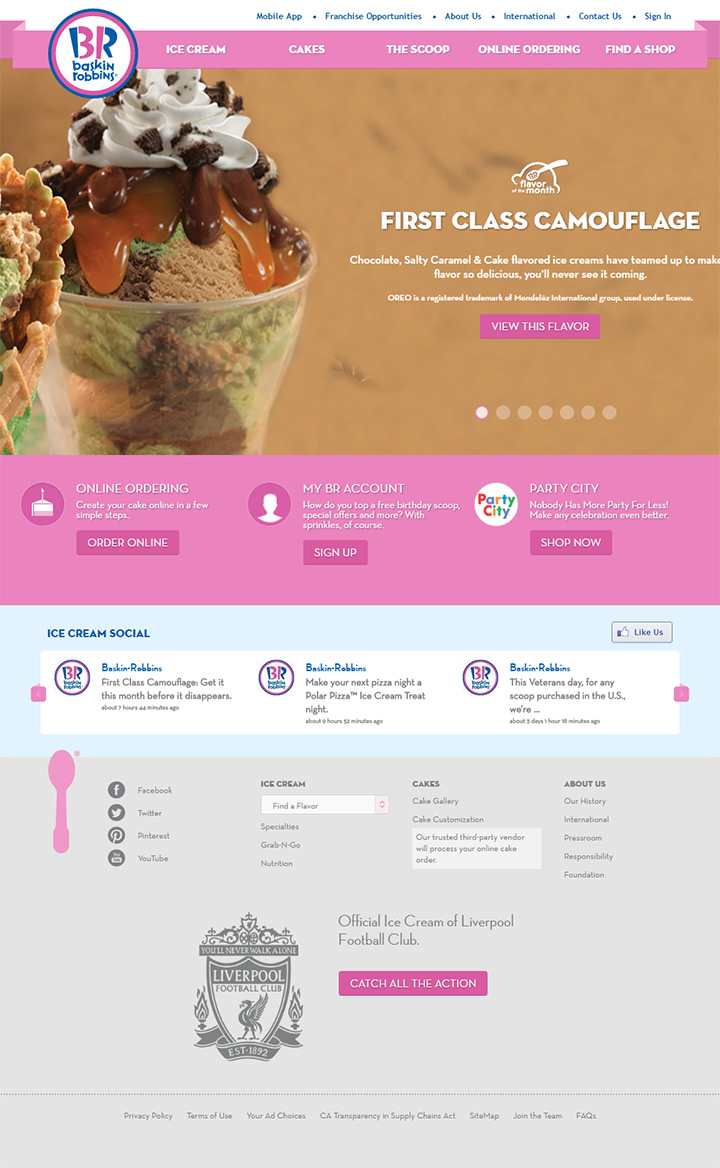 Mobile App • Franchise Opportunities • About Us • International • Contact Us • Sign In
BR
baskin
robbins
ICE CREAM CAKES THE SCOOP ONLINE ORDERING FIND A SHOP
flavor
of the month
FIRST CLASS CAMOUFLAGE
Chocolate, Salty Caramel & Cake flavored ice creams have teamed up to make
flavor so delicious, you'll never see it coming.
OREO is a registered trademark of Mondelēz International group, used under license.
VIEW THIS FLAVOR
ONLINE ORDERING
Create your cake online in a few
simple steps.
ORDER ONLINE
MY BR ACCOUNT
How do you top a free birthday scoop,
special offers and more? With
sprinkles, of course.
SIGN UP
Party
City
PARTY CITY
Nobody Has More Party For Less!
Make any celebration even better.
SHOP NOW
ICE CREAM SOCIAL
Like Us
BR
baskin
robbins
Baskin-Robbins
First Class Camouflage: Get it
this month before it disappears.
about 7 hours 44 minutes ago
BR
baskin
robbins
Baskin-Robbins
Make your next pizza night a
Polar Pizza™ Ice Cream Treat
night.
about 9 hours 52 minutes ago
BR
baskin
robbins
Baskin-Robbins
This Veterans day, for any
scoop purchased in the U.S.,
we're ...
about 3 days 1 hour 18 minutes ago
®
Facebook
Twitter
Pinterest
You
Tube
YouTube
ICE CREAM
Find a Flavor
Specialties
Grab-N-Go
Nutrition
CAKES
Cake Gallery
Cake Customization
Our trusted third-party vendor
will process your online cake
order.
ABOUT US
Our History
International
Pressroom
Responsibility
Foundation
YOU'LL NEVER WALK ALONE
LIVERPOOL
FOOTBALL CLUB
EST·1892
Official Ice Cream of Liverpool
Football Club.
CATCH ALL THE ACTION
Privacy Policy Terms of Use Your Ad Choices CA Transparency in Supply Chains Act SiteMap Join the Team FAQs